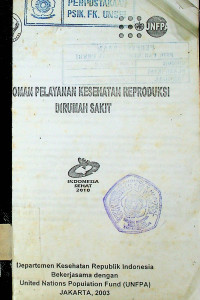 PERPUSTAKAAN
PSIK. FK. UN
UNFPA
OMAN PELAYANAN KESEHATAN REPRODUKSI
DIRUMAH SAKIT
INDONESIA
SEHAT
2010
Departemen Kesehatan Republik Indonesia
Bekerjasama dengan
United Nations Population Fund (UNFPA)
JAKARTA, 2003